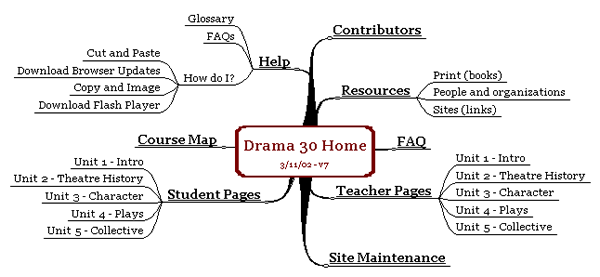 Glossary
FAQs
Help
Cut and Paste
Download Browser Updates
Copy and Image
Download Flash Player
How do I?
Contributors
Resources
Print (books)
People and organizations
Sites (links)
Course Map
Drama 30 Home
3/11/02 - v7
FAQ
Student Pages
Unit 1 - Intro
Unit 2 - Theatre History
Unit 3 - Character
Unit 4 - Plays
Unit 5 - Collective
Teacher Pages
Unit 1 - Intro
Unit 2 - Theatre History
Unit 3 - Character
Unit 4 - Plays
Unit 5 - Collective
Site Maintenance